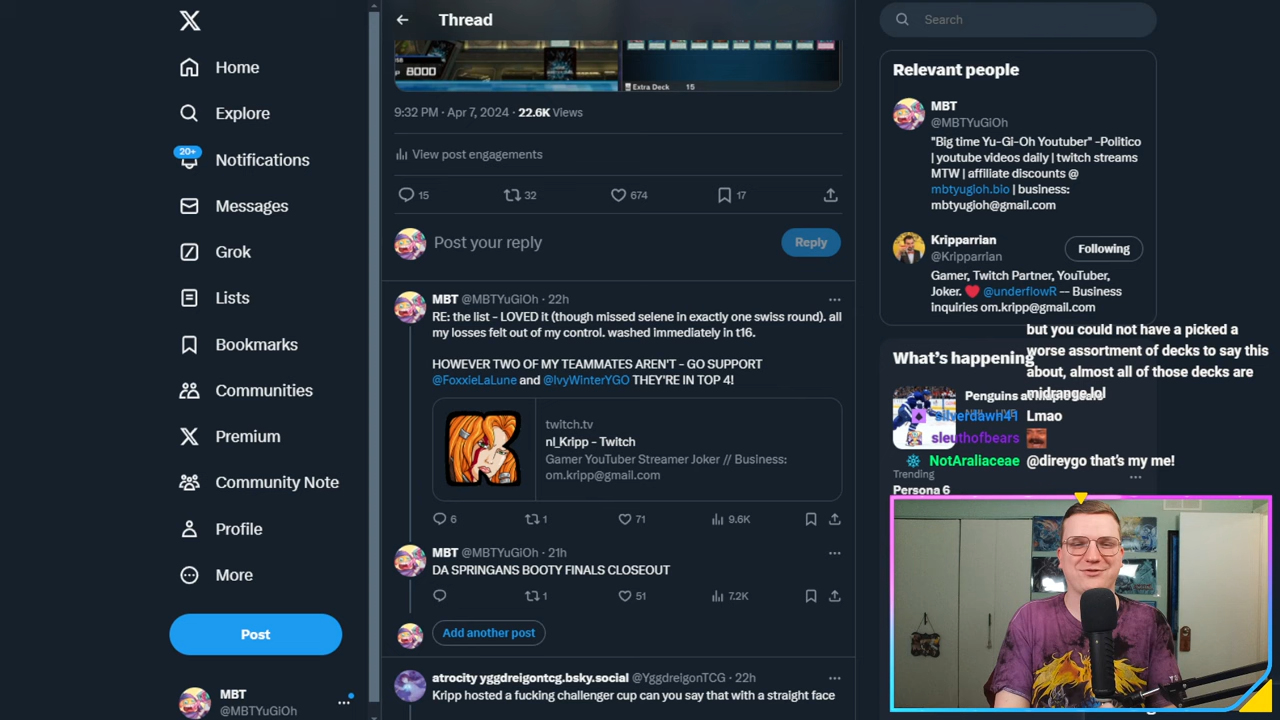 Thread
Search
Home
Explore
20+
Notifications
Messages
Grok
Lists
Bookmarks
Communities
Premium
Community Note
Profile
More
Post
MBT
@MBTYuGiOh
8000
Extra Deck 15
9:32 PM · Apr 7, 2024 · 22.6K Views
View post engagements
15 32 674 17
Post your reply
Reply
MBT @MBTYuGiOh · 22h
RE: the list - LOVED it (though missed selene in exactly one swiss round). all
my losses felt out of my control. washed immediately in t16.
HOWEVER TWO OF MY TEAMMATES AREN'T - GO SUPPORT
@FoxxieLaLune and @IvyWinterYGO THEY'RE IN TOP 4!
twitch.tv
nl_Kripp - Twitch
Gamer YouTuber Streamer Joker // Business:
om.kripp@gmail.com
6 1 71 9.6K
MBT @MBTYuGiOh · 21h
DA SPRINGANS BOOTY FINALS CLOSEOUT
1 51 7.2K
Add another post
atrocity yggdreigontcg.bsky.social @YggdreigonTCG · 22h
Kripp hosted a fucking challenger cup can you say that with a straight face
Relevant people
MBT
@MBTYuGiOh
"Big time Yu-Gi-Oh Youtuber" -Politico
| youtube videos daily | twitch streams
MTW | affiliate discounts @
mbtyugioh.bio | business:
mbtyugioh@gmail.com
Kripparrian
@Kripparrian
Following
Gamer, Twitch Partner, YouTuber,
Joker. @underflowR –– Business
inquiries om.kripp@gmail.com
What's happening
Penguins at Maple Leafs
Trending
Persona 6
but you could not have a picked a
worse assortment of decks to say this
about, almost all of those decks are
midrange lol
silverdawn41 Lmao
sleuthofbears
NotAraliaceae @direygo that's my me!